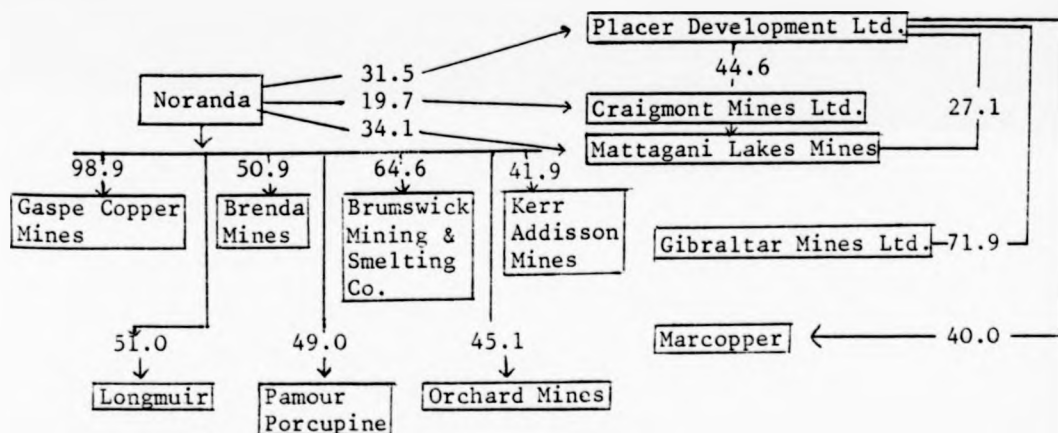 Placer Development Ltd.
31.5
44.6
Noranda
19.7
Craigmont Mines Ltd.
27.1
34.1
Mattagani Lakes Mines
98.9
50.9
64.6
41.9
Gaspe Copper
Mines
Brenda
Mines
Brumswick
Mining &
Smelting
Co.
Kerr
Addisson
Mines
Gibraltar Mines Ltd.
71.9
51.0
49.0
45.1
Marcopper
40.0
Longmuir
Pamour
Porcupine
Orchard Mines